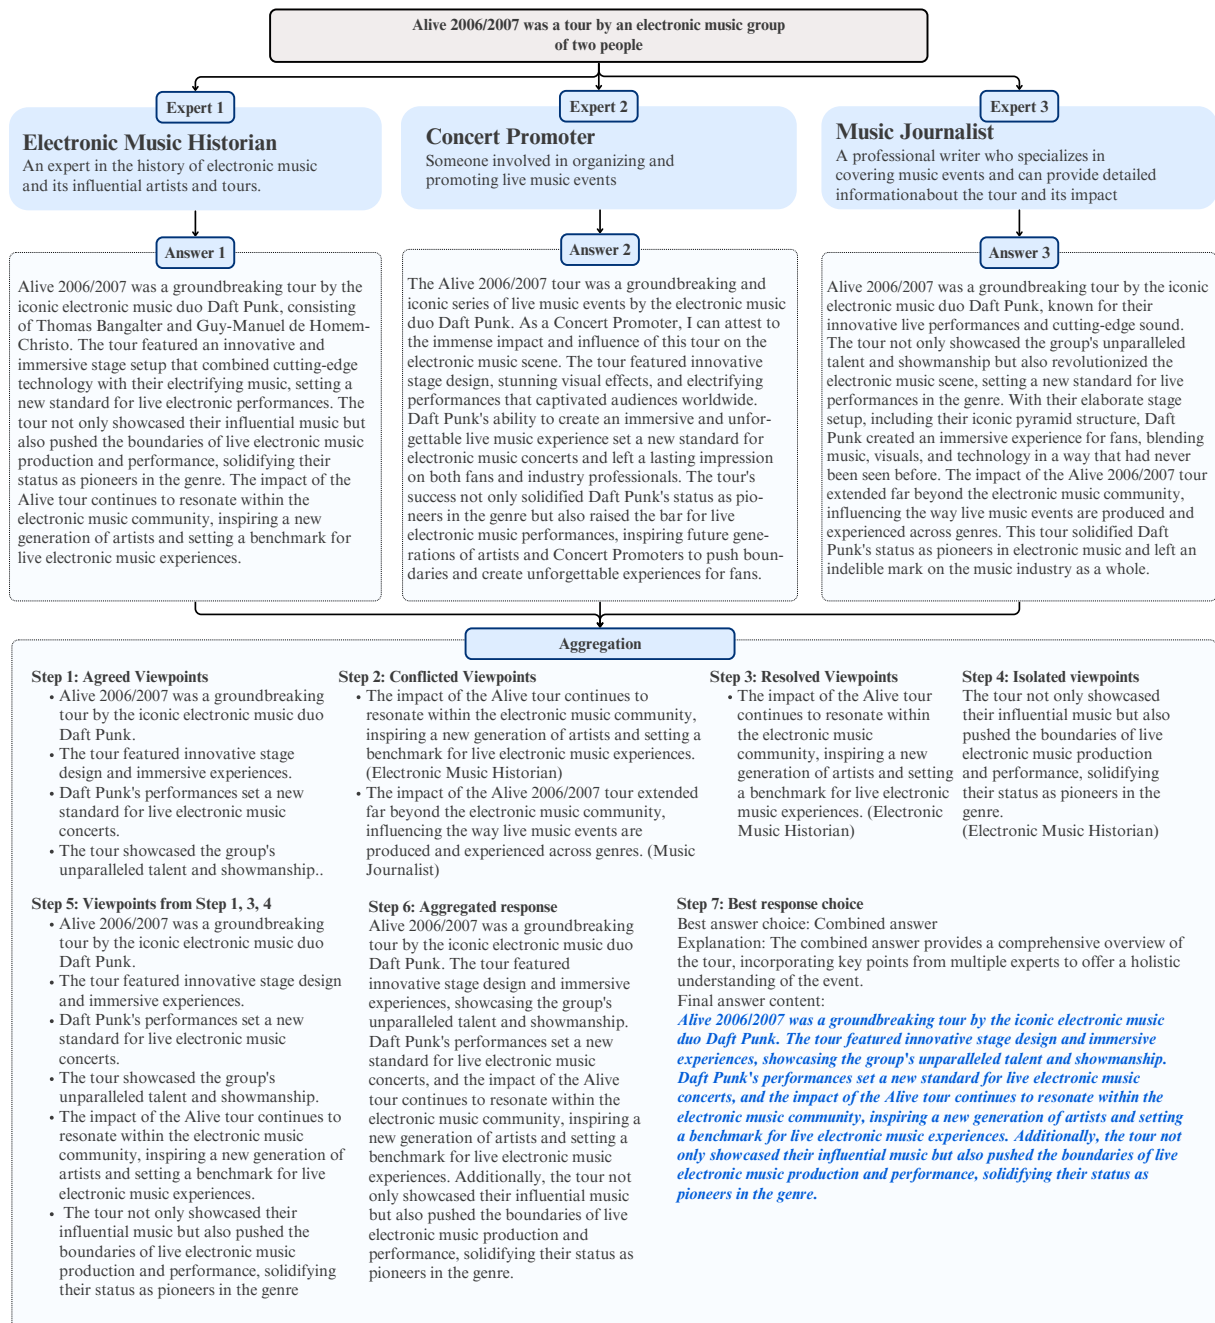 Alive 2006/2007 was a tour by an electronic music group
of two people
Expert 1
Electronic Music Historian
An expert in the history of electronic music
and its influential artists and tours.
Expert 2
Concert Promoter
Someone involved in organizing and
promoting live music events
Expert 3
Music Journalist
A professional writer who specializes in
covering music events and can provide detailed
informationabout the tour and its impact
Answer 1
Alive 2006/2007 was a groundbreaking tour by the
iconic electronic music duo Daft Punk, consisting
of Thomas Bangalter and Guy-Manuel de Homem-
Christo. The tour featured an innovative and
immersive stage setup that combined cutting-edge
technology with their electrifying music, setting a
new standard for live electronic performances. The
tour not only showcased their influential music but
also pushed the boundaries of live electronic music
production and performance, solidifying their
status as pioneers in the genre. The impact of the
Alive tour continues to resonate within the
electronic music community, inspiring a new
generation of artists and setting a benchmark for
live electronic music experiences.
Answer 2
The Alive 2006/2007 tour was a groundbreaking and
iconic series of live music events by the electronic music
duo Daft Punk. As a Concert Promoter, I can attest to
the immense impact and influence of this tour on the
electronic music scene. The tour featured innovative
stage design, stunning visual effects, and electrifying
performances that captivated audiences worldwide.
Daft Punk's ability to create an immersive and unfor-
gettable live music experience set a new standard for
electronic music concerts and left a lasting impression
on both fans and industry professionals. The tour's
success not only solidified Daft Punk's status as pio-
neers in the genre but also raised the bar for live
electronic music performances, inspiring future gene-
rations of artists and Concert Promoters to push boun-
daries and create unforgettable experiences for fans.
Answer 3
Alive 2006/2007 was a groundbreaking tour by the iconic
electronic music duo Daft Punk, known for their
innovative live performances and cutting-edge sound.
The tour not only showcased the group's unparalleled
talent and showmanship but also revolutionized the
electronic music scene, setting a new standard for live
performances in the genre. With their elaborate stage
setup, including their iconic pyramid structure, Daft
Punk created an immersive experience for fans, blending
music, visuals, and technology in a way that had never
been seen before. The impact of the Alive 2006/2007 tour
extended far beyond the electronic music community,
influencing the way live music events are produced and
experienced across genres. This tour solidified Daft
Punk's status as pioneers in electronic music and left an
indelible mark on the music industry as a whole.
Aggregation
Step 1: Agreed Viewpoints
• Alive 2006/2007 was a groundbreaking
tour by the iconic electronic music duo
Daft Punk.
• The tour featured innovative stage
design and immersive experiences.
• Daft Punk's performances set a new
standard for live electronic music
concerts.
• The tour showcased the group's
unparalleled talent and showmanship..
Step 2: Conflicted Viewpoints
• The impact of the Alive tour continues to
resonate within the electronic music community,
inspiring a new generation of artists and setting a
benchmark for live electronic music experiences.
(Electronic Music Historian)
• The impact of the Alive 2006/2007 tour extended
far beyond the electronic music community,
influencing the way live music events are
produced and experienced across genres. (Music
Journalist)
Step 3: Resolved Viewpoints
• The impact of the Alive tour
continues to resonate within
the electronic music
community, inspiring a new
generation of artists and setting
a benchmark for live electronic
music experiences. (Electronic
Music Historian)
Step 4: Isolated viewpoints
The tour not only showcased
their influential music but also
pushed the boundaries of live
electronic music production
and performance, solidifying
their status as pioneers in the
genre.
(Electronic Music Historian)
Step 5: Viewpoints from Step 1, 3, 4
• Alive 2006/2007 was a groundbreaking
tour by the iconic electronic music duo
Daft Punk.
• The tour featured innovative stage design
and immersive experiences.
• Daft Punk's performances set a new
standard for live electronic music
concerts.
• The tour showcased the group's
unparalleled talent and showmanship.
• The impact of the Alive tour continues to
resonate within the electronic music
community, inspiring a new generation of
artists and setting a benchmark for live
electronic music experiences.
• The tour not only showcased their
influential music but also pushed the
boundaries of live electronic music
production and performance, solidifying
their status as pioneers in the genre
Step 6: Aggregated response
Alive 2006/2007 was a groundbreaking
tour by the iconic electronic music duo
Daft Punk. The tour featured
innovative stage design and immersive
experiences, showcasing the group's
unparalleled talent and showmanship.
Daft Punk's performances set a new
standard for live electronic music
concerts, and the impact of the Alive
tour continues to resonate within the
electronic music community, inspiring a
new generation of artists and setting a
benchmark for live electronic music
experiences. Additionally, the tour not
only showcased their influential music
but also pushed the boundaries of live
electronic music production and
performance, solidifying their status as
pioneers in the genre.
Step 7: Best response choice
Best answer choice: Combined answer
Explanation: The combined answer provides a comprehensive overview of
the tour, incorporating key points from multiple experts to offer a holistic
understanding of the event.
Final answer content:
Alive 2006/2007 was a groundbreaking tour by the iconic electronic music
duo Daft Punk. The tour featured innovative stage design and immersive
experiences, showcasing the group's unparalleled talent and showmanship.
Daft Punk's performances set a new standard for live electronic music
concerts, and the impact of the Alive tour continues to resonate within the
electronic music community, inspiring a new generation of artists and setting
a benchmark for live electronic music experiences. Additionally, the tour not
only showcased their influential music but also pushed the boundaries of live
electronic music production and performance, solidifying their status as
pioneers in the genre.